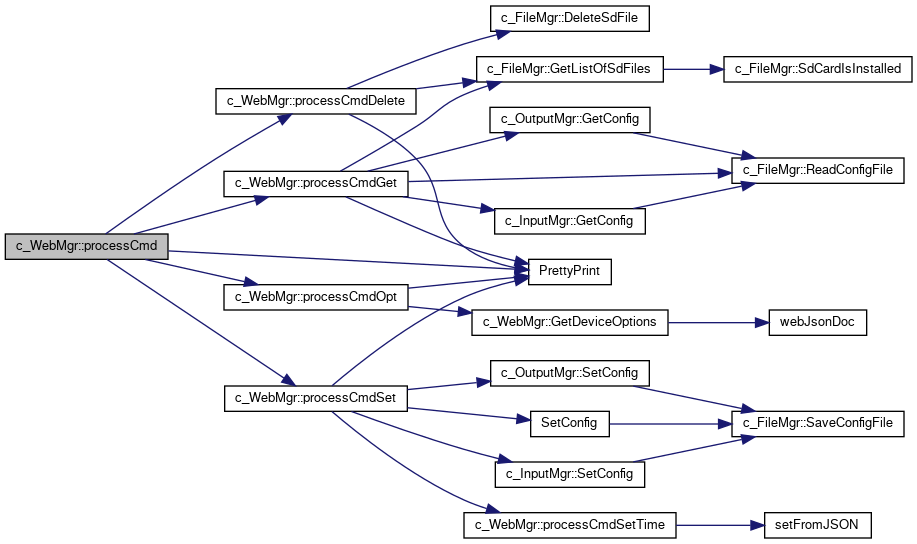 c_WebMgr::processCmd
c_WebMgr::processCmdDelete
c_WebMgr::processCmdGet
c_WebMgr::processCmdOpt
c_WebMgr::processCmdSet
c_FileMgr::DeleteSdFile
c_FileMgr::GetListOfSdFiles
c_OutputMgr::GetConfig
c_InputMgr::GetConfig
PrettyPrint
c_WebMgr::GetDeviceOptions
c_OutputMgr::SetConfig
SetConfig
c_InputMgr::SetConfig
c_WebMgr::processCmdSetTime
c_FileMgr::SdCardIsInstalled
c_FileMgr::ReadConfigFile
webJsonDoc
c_FileMgr::SaveConfigFile
setFromJSON